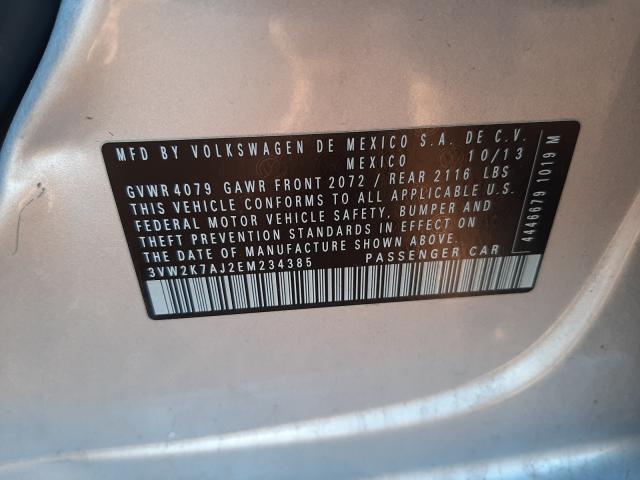 MFD BY VOLKSWAGEN DE MEXICO S.A. DE C.V.
MEXICO 10/13
GVWR 4079 GAWR FRONT 2072 / REAR 2116 LBS
THIS VEHICLE CONFORMS TO ALL APPLICABLE U.S.
FEDERAL MOTOR VEHICLE SAFETY, BUMPER AND
THEFT PREVENTION STANDARDS IN EFFECT ON
THE DATE OF MANUFACTURE SHOWN ABOVE.
3VW2K7AJ2EM234385 PASSENGER CAR
4446679 1019 M